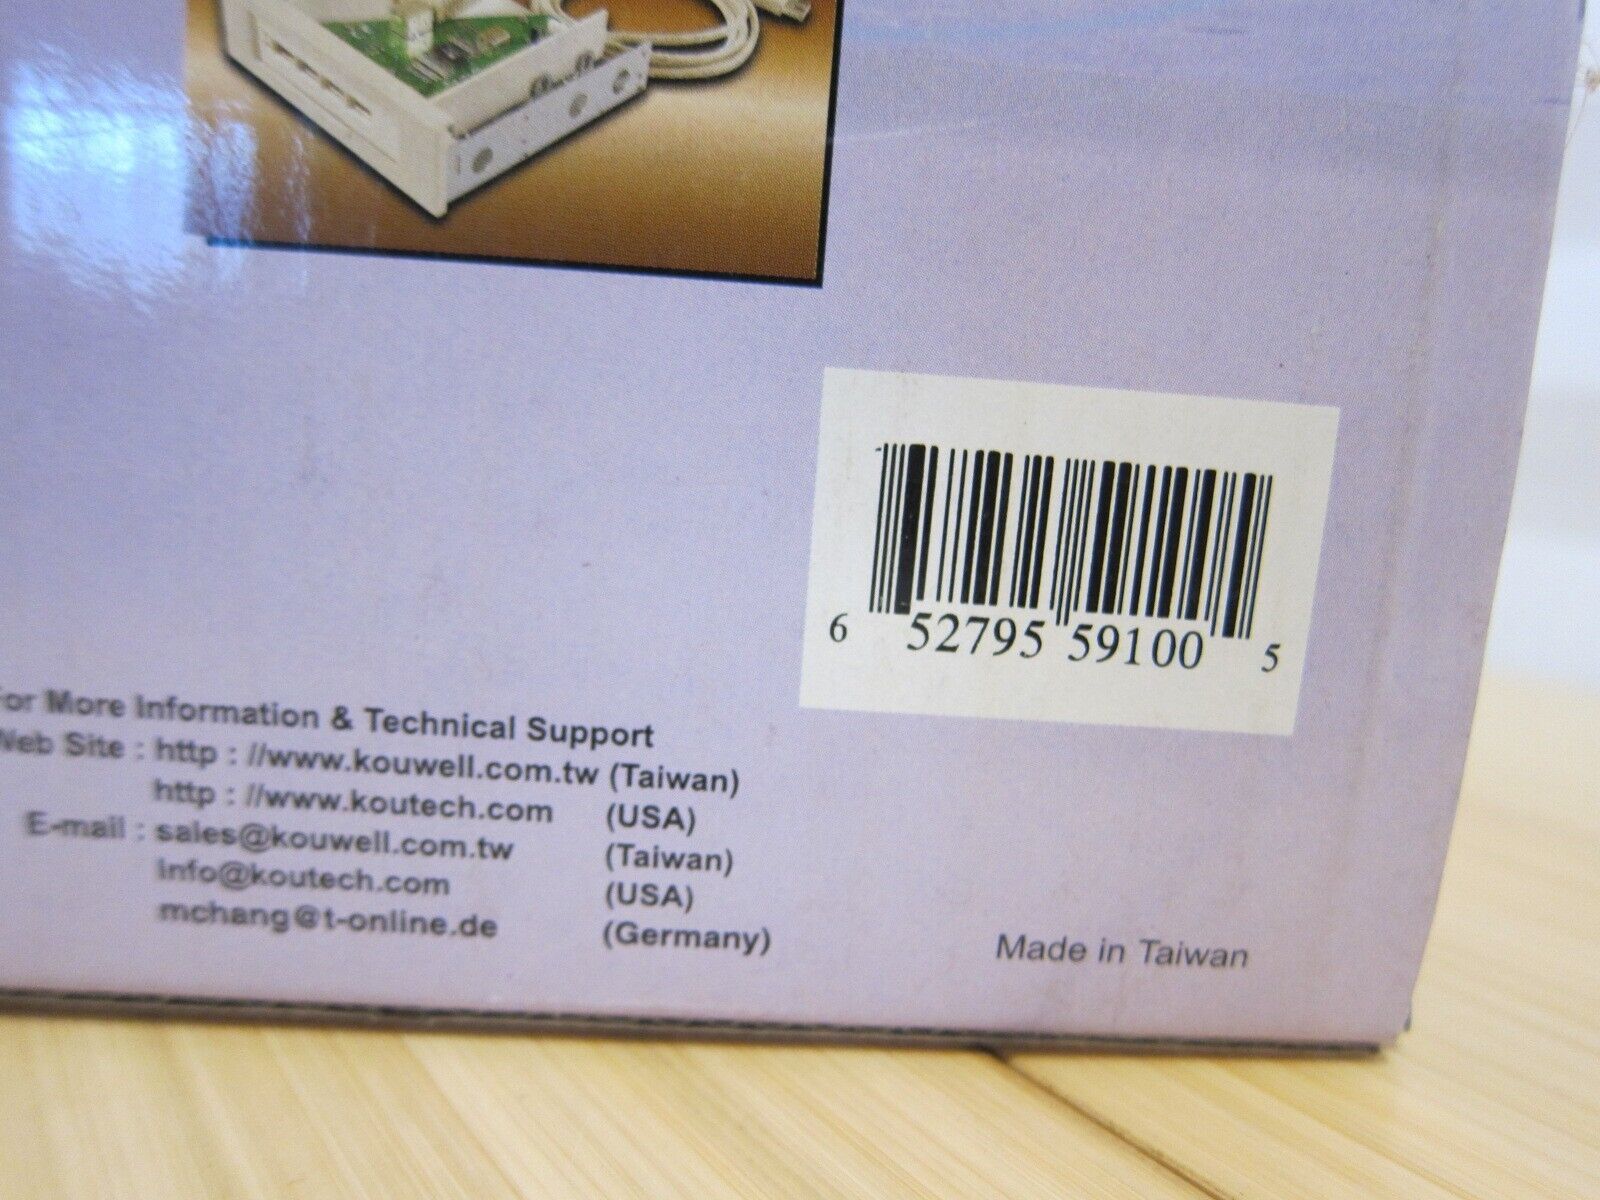 6 52795 59100 5
For More Information & Technical Support
Web Site : http : //www.kouwell.com.tw (Taiwan)
http : //www.koutech.com (USA)
E-mail : sales@kouwell.com.tw (Taiwan)
info@koutech.com (USA)
mchang@t-online.de (Germany)
Made in Taiwan